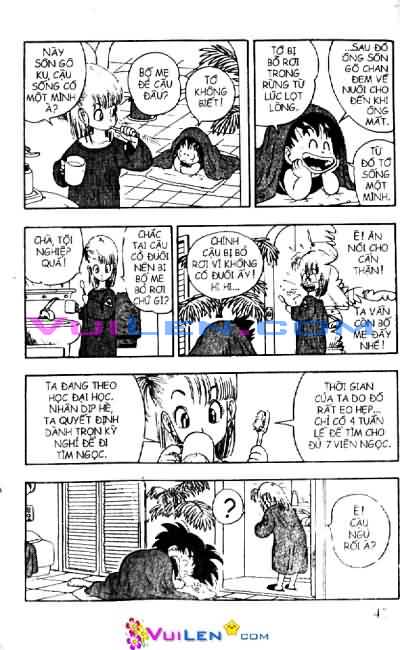 NÀY
SÔN GÔ
KU, CẬU
SỐNG CÓ
MỘT MÌNH
À?
BỐ MẸ
ĐỂ CẬU
ĐÂU?
TỚ
KHÔNG
BIẾT!
TỚ BỊ
BỎ RƠI
TRONG
RỪNG TỪ
LÚC LỌT
LÒNG.
...SAU ĐÓ
ÔNG SÔN
GÔ CHAN
ĐEM VỀ
NUÔI CHO
ĐẾN KHI
ÔNG
MẤT.
TỪ
ĐÓ TỚ
SỐNG
MỘT
MÌNH.
CHÀ, TỘI
NGHIỆP
QUÁ!
CHẮC
TẠI CẬU
CÓ ĐUÔI
NÊN BỊ
BỐ MẸ
BỎ RƠI
CHỨ GÌ?
CHÍNH
CẬU BỊ BỎ
RƠI VÌ KHÔNG
CÓ ĐUÔI ẤY!
HI HI...
Ê! ĂN
NÓI CHO
CẨN
THẬN!
TA VẪN
CÒN BỐ
MẸ ĐẤY
NHÉ!
VUILEN.COM
TA ĐANG THEO
HỌC ĐẠI HỌC.
NHÂN DỊP HÈ,
TA QUYẾT ĐỊNH
DÀNH TRỌN KỲ
NGHỈ ĐỂ ĐI
TÌM NGỌC.
THỜI GIAN
CỦA TA DO ĐÓ
RẤT EO HẸP...
CHỈ CÓ 4 TUẦN
LỄ ĐỂ TÌM CHO
ĐỦ 7 VIÊN NGỌC.
?
Ê!
CẬU
NGỦ
RỒI À?
VUILEN.COM